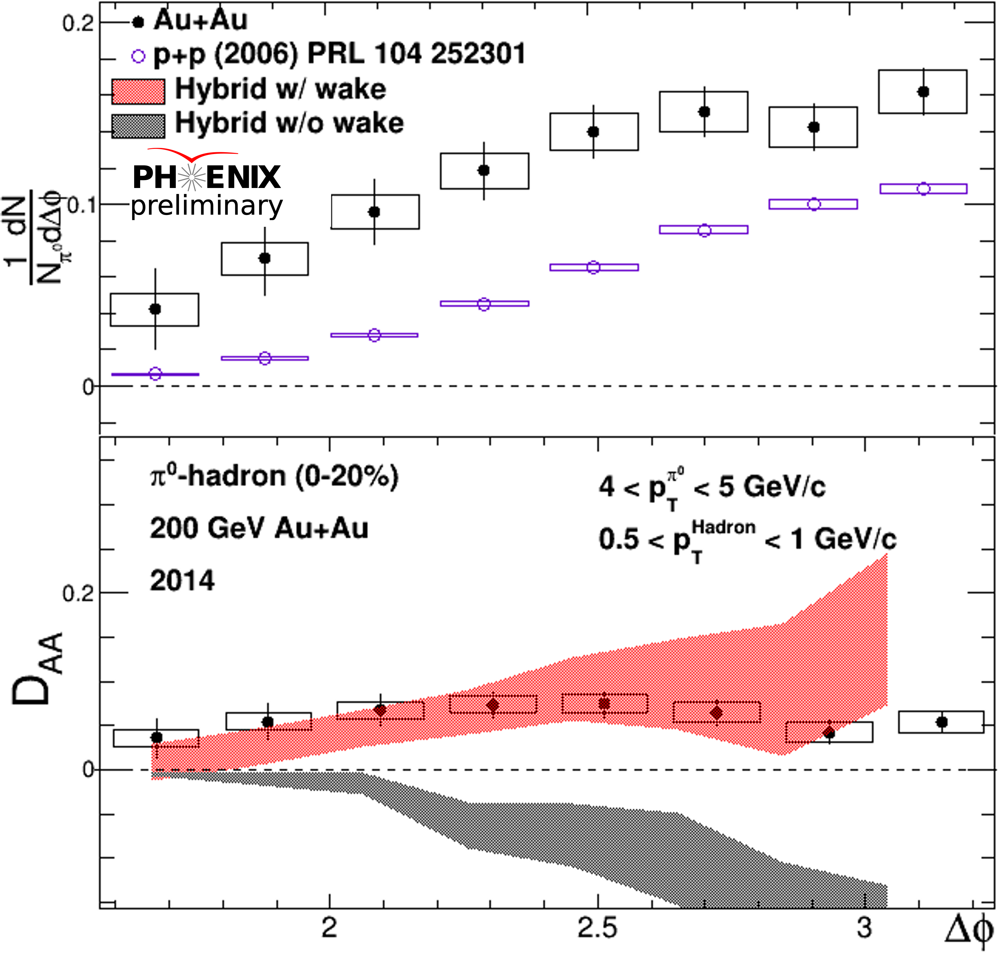 0.2
Au+Au
p+p (2006) PRL 104 252301
Hybrid w/ wake
Hybrid w/o wake
PHENIX
preliminary
0.1
1 dN
N_π⁰ dΔφ
0
π⁰-hadron (0-20%)
4 < p_T^π⁰ < 5 GeV/c
200 GeV Au+Au
0.5 < p_T^Hadron < 1 GeV/c
2014
0.2
D_AA
0
2 2.5 3 Δϕ